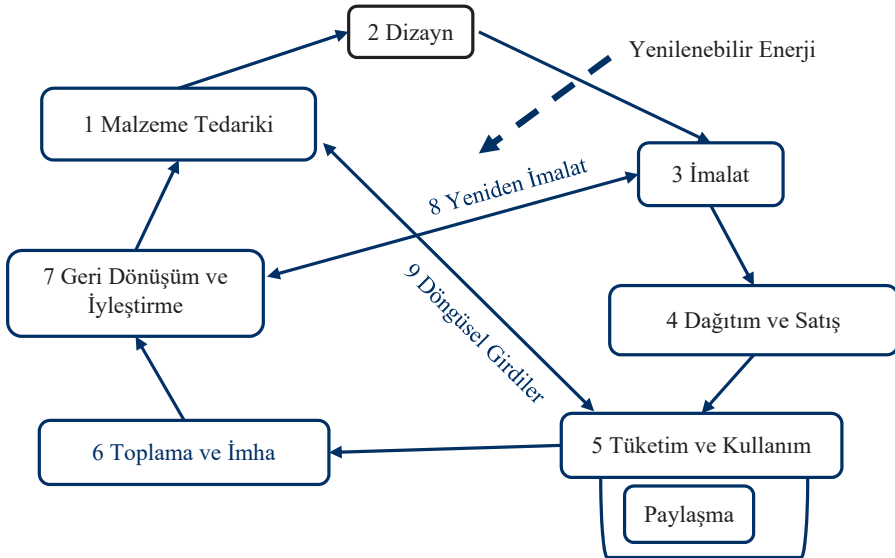 2 Dizayn
Yenilenebilir Enerji
1 Malzeme Tedariki
3 İmalat
8 Yeniden İmalat
7 Geri Dönüşüm ve
İyleştirme
9 Döngüsel Girdiler
4 Dağıtım ve Satış
6 Toplama ve İmha
5 Tüketim ve Kullanım
Paylaşma